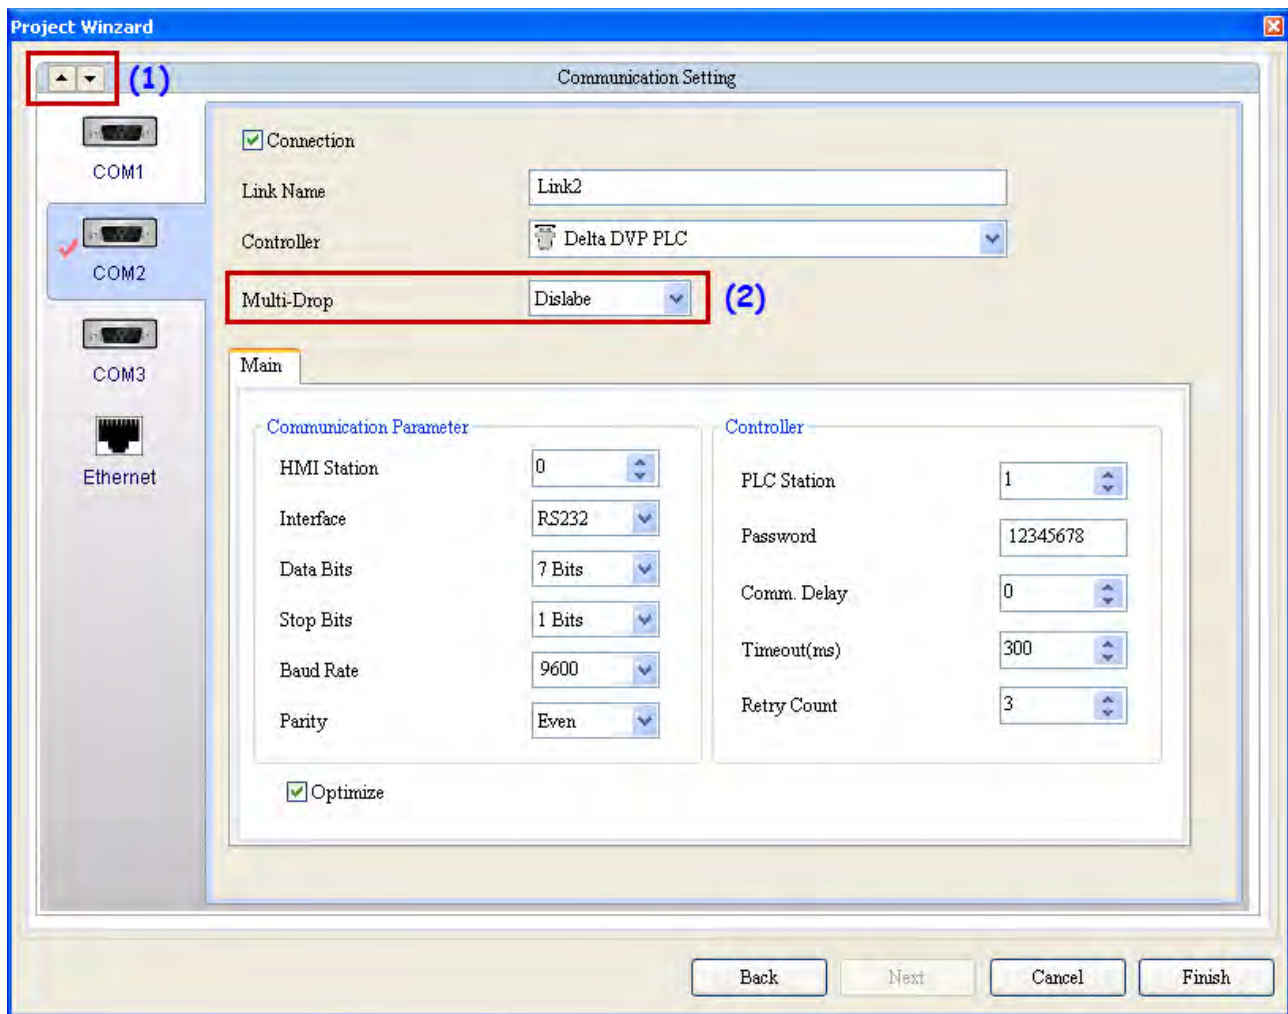 Project Winzard
(1)
Communication Setting
COM1
COM2
COM3
Ethernet
Connection
Link Name Link2
Controller Delta DVP PLC
Multi-Drop Dislabe (2)
Main
Communication Parameter
HMI Station 0
Interface RS232
Data Bits 7 Bits
Stop Bits 1 Bits
Baud Rate 9600
Parity Even
Optimize
Controller
PLC Station 1
Password 12345678
Comm. Delay 0
Timeout(ms) 300
Retry Count 3
Back Next Cancel Finish